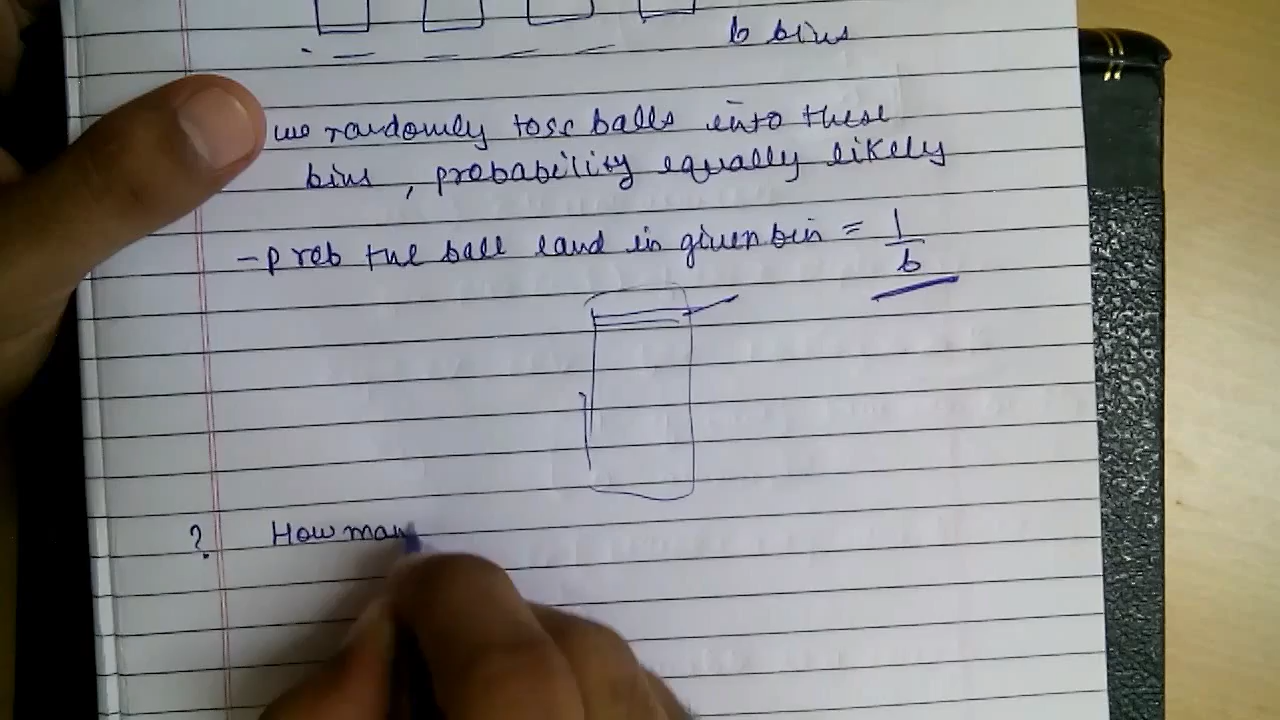 b bins
we randomly toss balls into these
bins, probability equally likely
- prob the ball land in given bin = 1/b
? How many